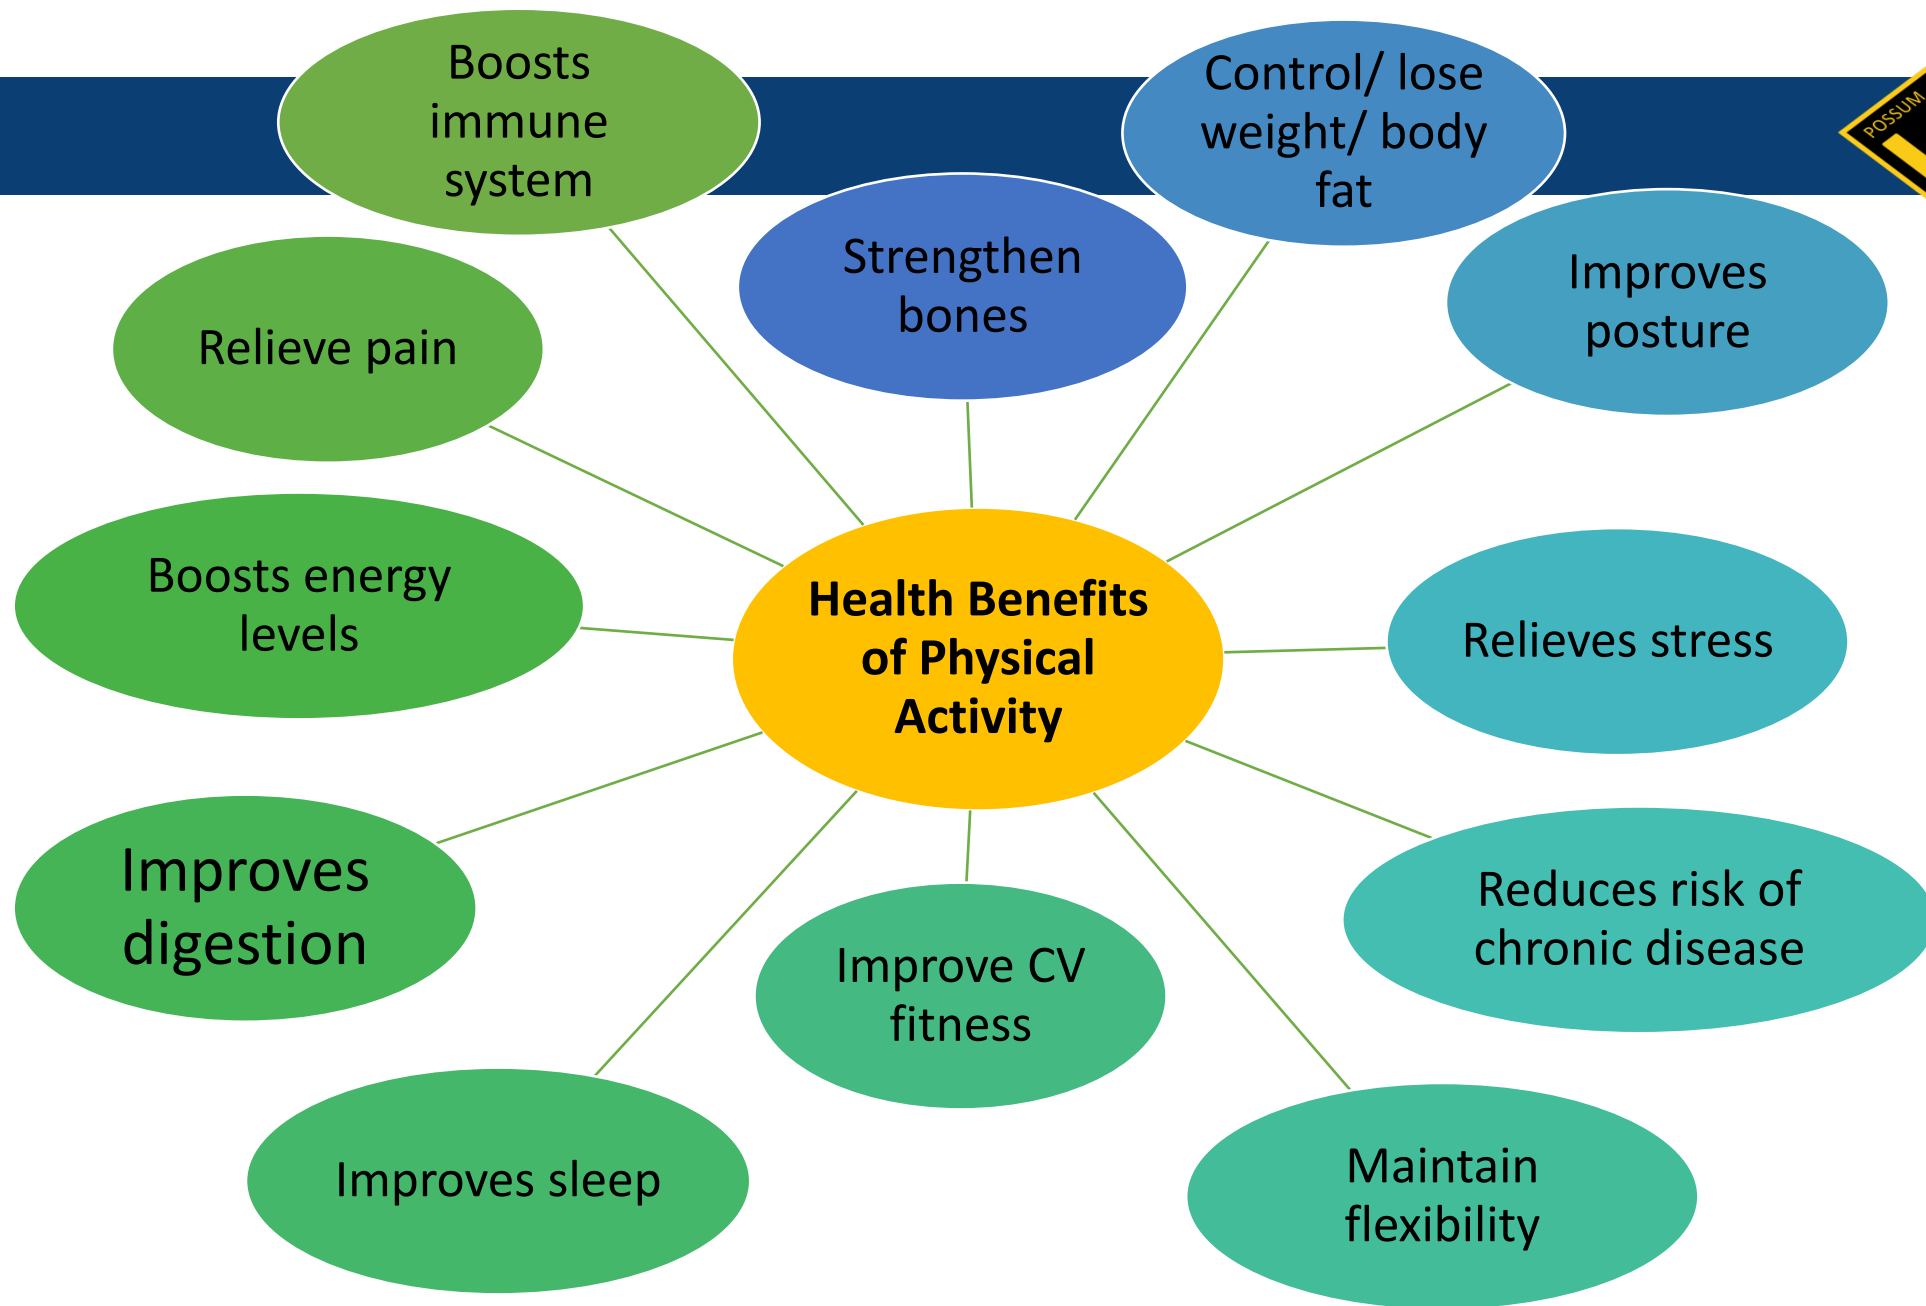 Boosts
immune
system
Control/ lose
weight/ body
fat
POSSUM
Strengthen
bones
Improves
posture
Relieve pain
Boosts energy
levels
Health Benefits
of Physical
Activity
Relieves stress
Improves
digestion
Reduces risk of
chronic disease
Improve CV
fitness
Improves sleep
Maintain
flexibility